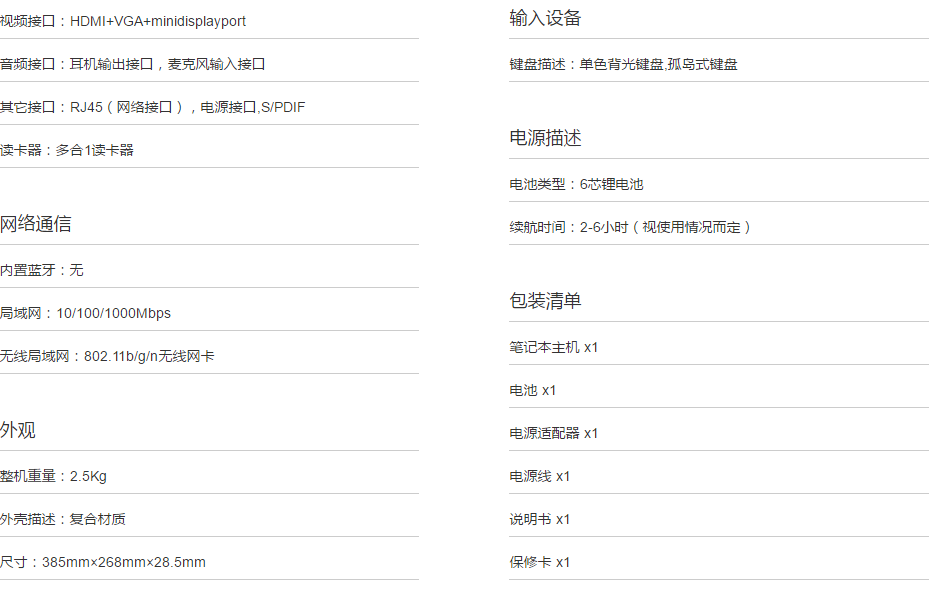 视频接口：HDMI+VGA+minidisplayport
音频接口：耳机输出接口，麦克风输入接口
其它接口：RJ45（网络接口），电源接口,S/PDIF
读卡器：多合1读卡器
网络通信
内置蓝牙：无
局域网：10/100/1000Mbps
无线局域网：802.11b/g/n无线网卡
外观
整机重量：2.5Kg
外壳描述：复合材质
尺寸：385mm×268mm×28.5mm
输入设备
键盘描述：单色背光键盘,孤岛式键盘
电源描述
电池类型：6芯锂电池
续航时间：2-6小时（视使用情况而定）
包装清单
笔记本主机 x1
电池 x1
电源适配器 x1
电源线 x1
说明书 x1
保修卡 x1